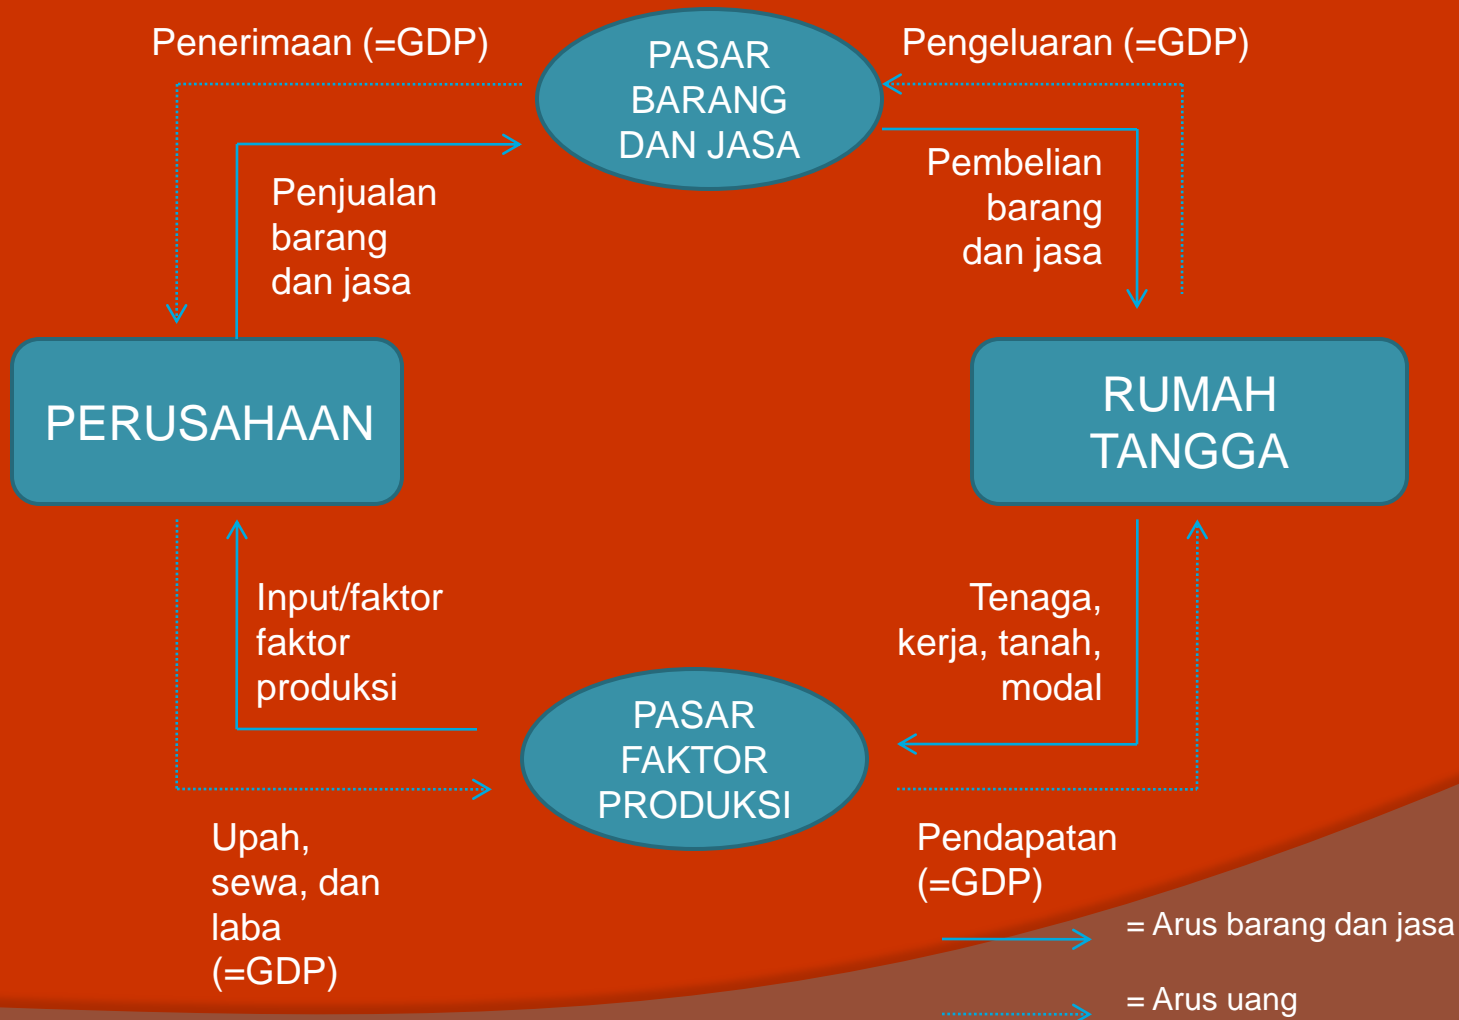 Penerimaan (=GDP)
PASAR
BARANG
DAN JASA
Pengeluaran (=GDP)
Penjualan
barang
dan jasa
Pembelian
barang
dan jasa
PERUSAHAAN
RUMAH
TANGGA
Input/faktor
faktor
produksi
Tenaga,
kerja, tanah,
modal
PASAR
FAKTOR
PRODUKSI
Upah,
sewa, dan
laba
(=GDP)
Pendapatan
(=GDP)
= Arus barang dan jasa
= Arus uang